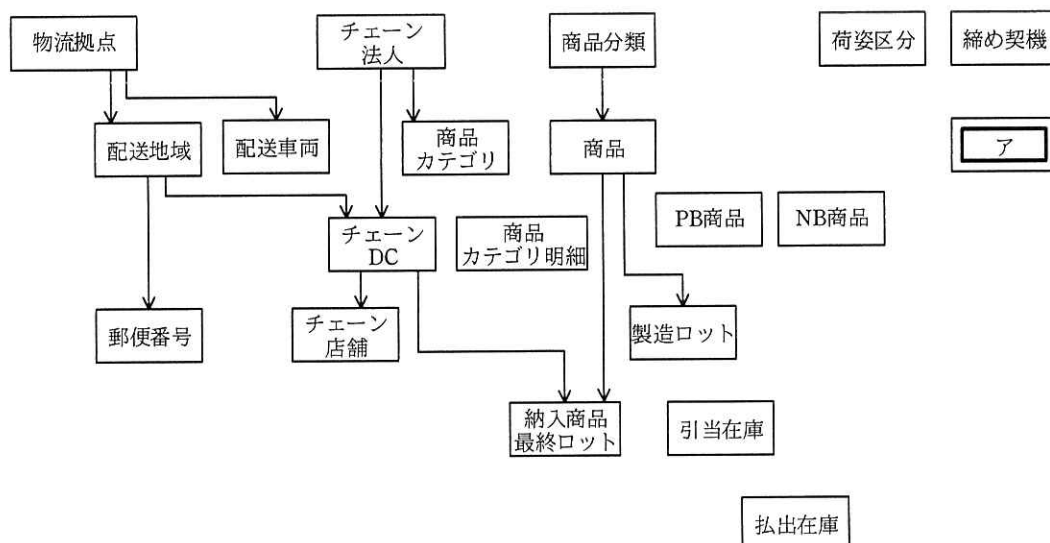 物流拠点
チェーン
法人
商品分類
荷姿区分
締め契機
配送地域
配送車両
商品
カテゴリ
商品
ア
チェーン
DC
商品
カテゴリ明細
PB商品
NB商品
郵便番号
チェーン
店舗
製造ロット
納入商品
最終ロット
引当在庫
払出在庫